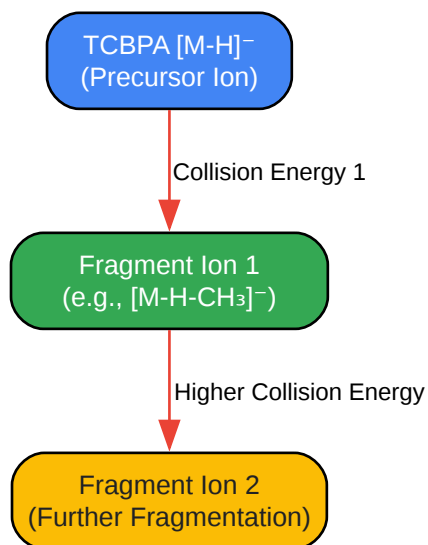 TCBPA [M-H]⁻
(Precursor Ion)
Collision Energy 1
Fragment Ion 1
(e.g., [M-H-CH₃]⁻)
Higher Collision Energy
Fragment Ion 2
(Further Fragmentation)